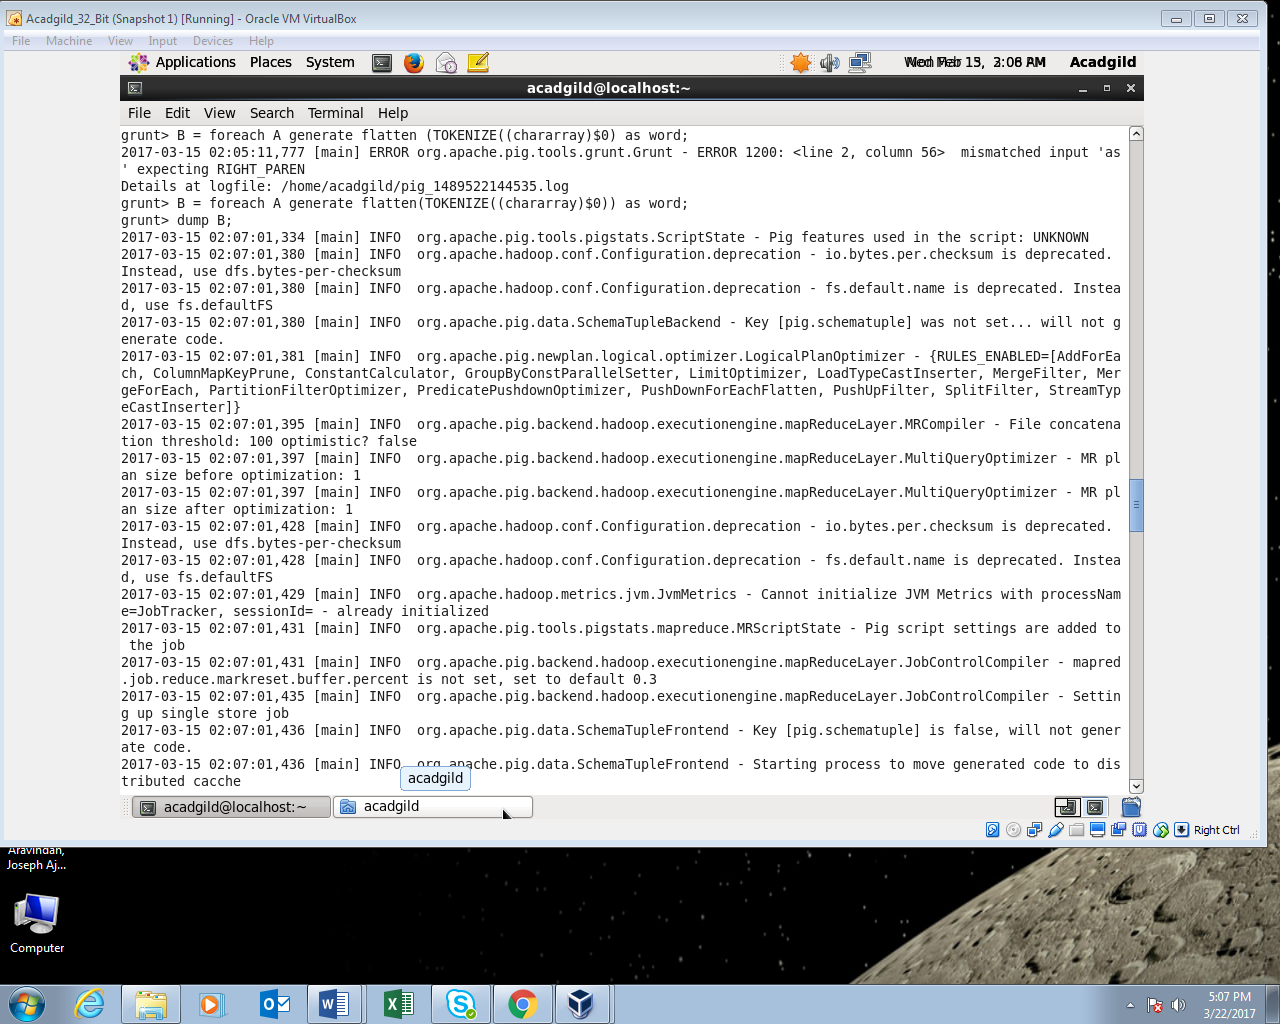 Acadgild_32_Bit (Snapshot 1) [Running] - Oracle VM VirtualBox
File Machine View Input Devices Help
Applications Places System
Acadgild
acadgild@localhost:~
File Edit View Search Terminal Help
grunt> B = foreach A generate flatten (TOKENIZE((chararray)$0) as word;
2017-03-15 02:05:11,777 [main] ERROR org.apache.pig.tools.grunt.Grunt - ERROR 1200: <line 2, column 56>  mismatched input 'as
' expecting RIGHT_PAREN
Details at logfile: /home/acadgild/pig_1489522144535.log
grunt> B = foreach A generate flatten(TOKENIZE((chararray)$0)) as word;
grunt> dump B;
2017-03-15 02:07:01,334 [main] INFO  org.apache.pig.tools.pigstats.ScriptState - Pig features used in the script: UNKNOWN
2017-03-15 02:07:01,380 [main] INFO  org.apache.hadoop.conf.Configuration.deprecation - io.bytes.per.checksum is deprecated.
Instead, use dfs.bytes-per-checksum
2017-03-15 02:07:01,380 [main] INFO  org.apache.hadoop.conf.Configuration.deprecation - fs.default.name is deprecated. Instea
d, use fs.defaultFS
2017-03-15 02:07:01,380 [main] INFO  org.apache.pig.data.SchemaTupleBackend - Key [pig.schematuple] was not set... will not g
enerate code.
2017-03-15 02:07:01,381 [main] INFO  org.apache.pig.newplan.logical.optimizer.LogicalPlanOptimizer - {RULES_ENABLED=[AddForEa
ch, ColumnMapKeyPrune, ConstantCalculator, GroupByConstParallelSetter, LimitOptimizer, LoadTypeCastInserter, MergeFilter, Mer
geForEach, PartitionFilterOptimizer, PredicatePushdownOptimizer, PushDownForEachFlatten, PushUpFilter, SplitFilter, StreamTyp
eCastInserter]}
2017-03-15 02:07:01,395 [main] INFO  org.apache.pig.backend.hadoop.executionengine.mapReduceLayer.MRCompiler - File concatena
tion threshold: 100 optimistic? false
2017-03-15 02:07:01,397 [main] INFO  org.apache.pig.backend.hadoop.executionengine.mapReduceLayer.MultiQueryOptimizer - MR pl
an size before optimization: 1
2017-03-15 02:07:01,397 [main] INFO  org.apache.pig.backend.hadoop.executionengine.mapReduceLayer.MultiQueryOptimizer - MR pl
an size after optimization: 1
2017-03-15 02:07:01,428 [main] INFO  org.apache.hadoop.conf.Configuration.deprecation - io.bytes.per.checksum is deprecated.
Instead, use dfs.bytes-per-checksum
2017-03-15 02:07:01,428 [main] INFO  org.apache.hadoop.conf.Configuration.deprecation - fs.default.name is deprecated. Instea
d, use fs.defaultFS
2017-03-15 02:07:01,429 [main] INFO  org.apache.hadoop.metrics.jvm.JvmMetrics - Cannot initialize JVM Metrics with processNam
e=JobTracker, sessionId= - already initialized
2017-03-15 02:07:01,431 [main] INFO  org.apache.pig.tools.pigstats.mapreduce.MRScriptState - Pig script settings are added to
 the job
2017-03-15 02:07:01,431 [main] INFO  org.apache.pig.backend.hadoop.executionengine.mapReduceLayer.JobControlCompiler - mapred
.job.reduce.markreset.buffer.percent is not set, set to default 0.3
2017-03-15 02:07:01,435 [main] INFO  org.apache.pig.backend.hadoop.executionengine.mapReduceLayer.JobControlCompiler - Settin
g up single store job
2017-03-15 02:07:01,436 [main] INFO  org.apache.pig.data.SchemaTupleFrontend - Key [pig.schematuple] is false, will not gener
ate code.
2017-03-15 02:07:01,436 [main] INFO  org.apache.pig.data.SchemaTupleFrontend - Starting process to move generated code to dis
tributed cacche
acadgild
acadgild@localhost:~
acadgild
Right Ctrl
Aravindan,
Joseph Aj...
Computer
5:07 PM
3/22/2017